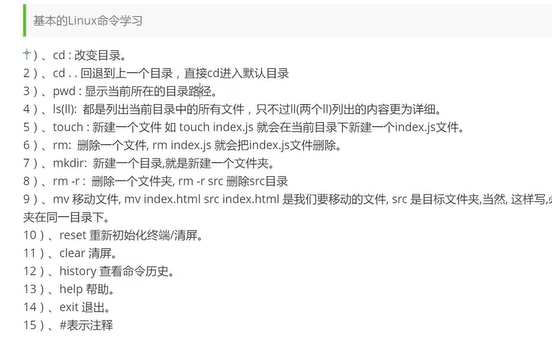 基本的Linux命令学习
）、cd : 改变目录。
2）、cd . . 回退到上一个目录，直接cd进入默认目录
3）、pwd : 显示当前所在的目录路径。
4）、ls(ll):  都是列出当前目录中的所有文件，只不过ll(两个ll)列出的内容更为详细。
5）、touch : 新建一个文件 如 touch index.js 就会在当前目录下新建一个index.js文件。
6）、rm:  删除一个文件, rm index.js 就会把index.js文件删除。
7）、mkdir:  新建一个目录,就是新建一个文件夹。
8）、rm -r :  删除一个文件夹, rm -r src 删除src目录
9）、mv 移动文件, mv index.html src index.html 是我们要移动的文件, src 是目标文件夹,当然, 这样写,
夹在同一目录下。
10）、reset 重新初始化终端/清屏。
11）、clear 清屏。
12）、history 查看命令历史。
13）、help 帮助。
14）、exit 退出。
15）、#表示注释